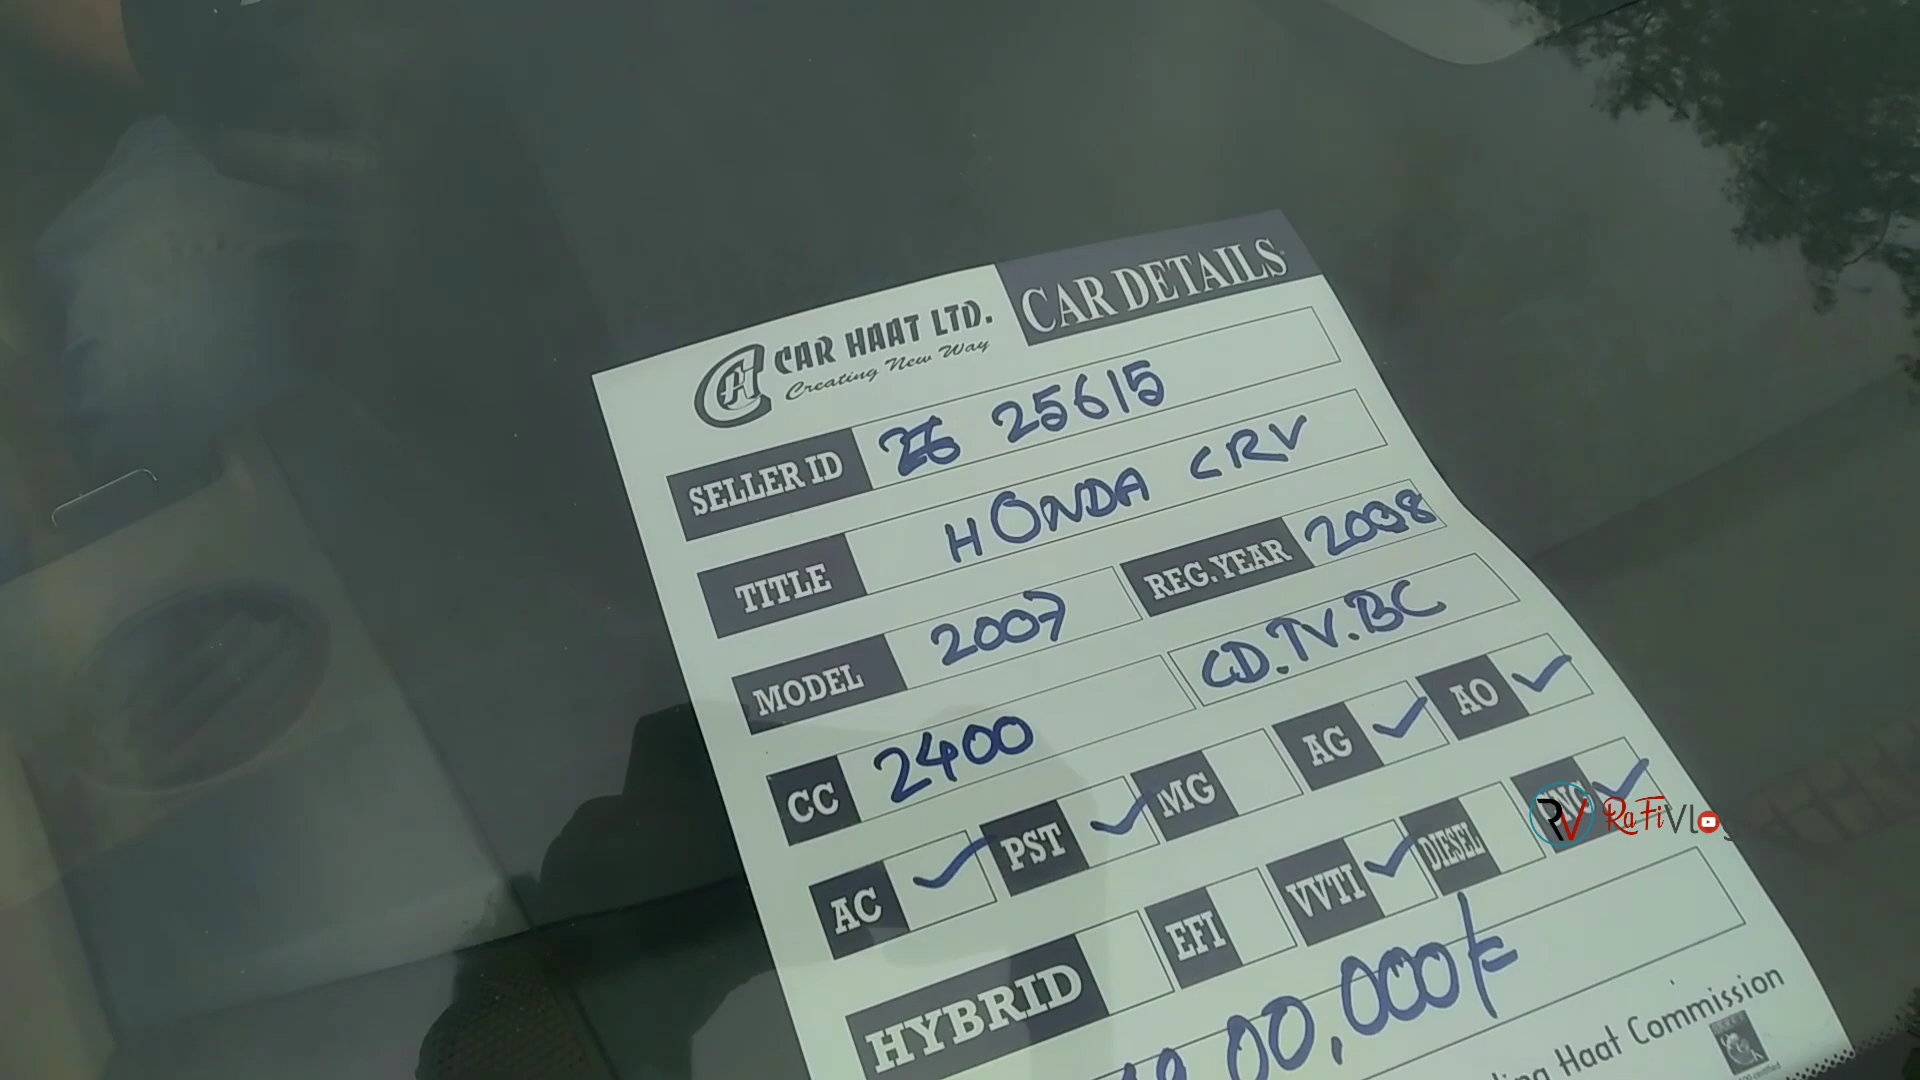 CAR HAAT LTD. CAR DETAILS
Creating New Way
SELLER ID 25615
TITLE HONDA CRV
MODEL 2007 REG.YEAR 2008
CC 2400 CD.TV.BC
AC ✓ PST ✓ MG AG ✓ AO ✓
HYBRID EFI VVTI ✓ DIESEL ✓
00,000/=
Haat Commission
RV RaFiVlog